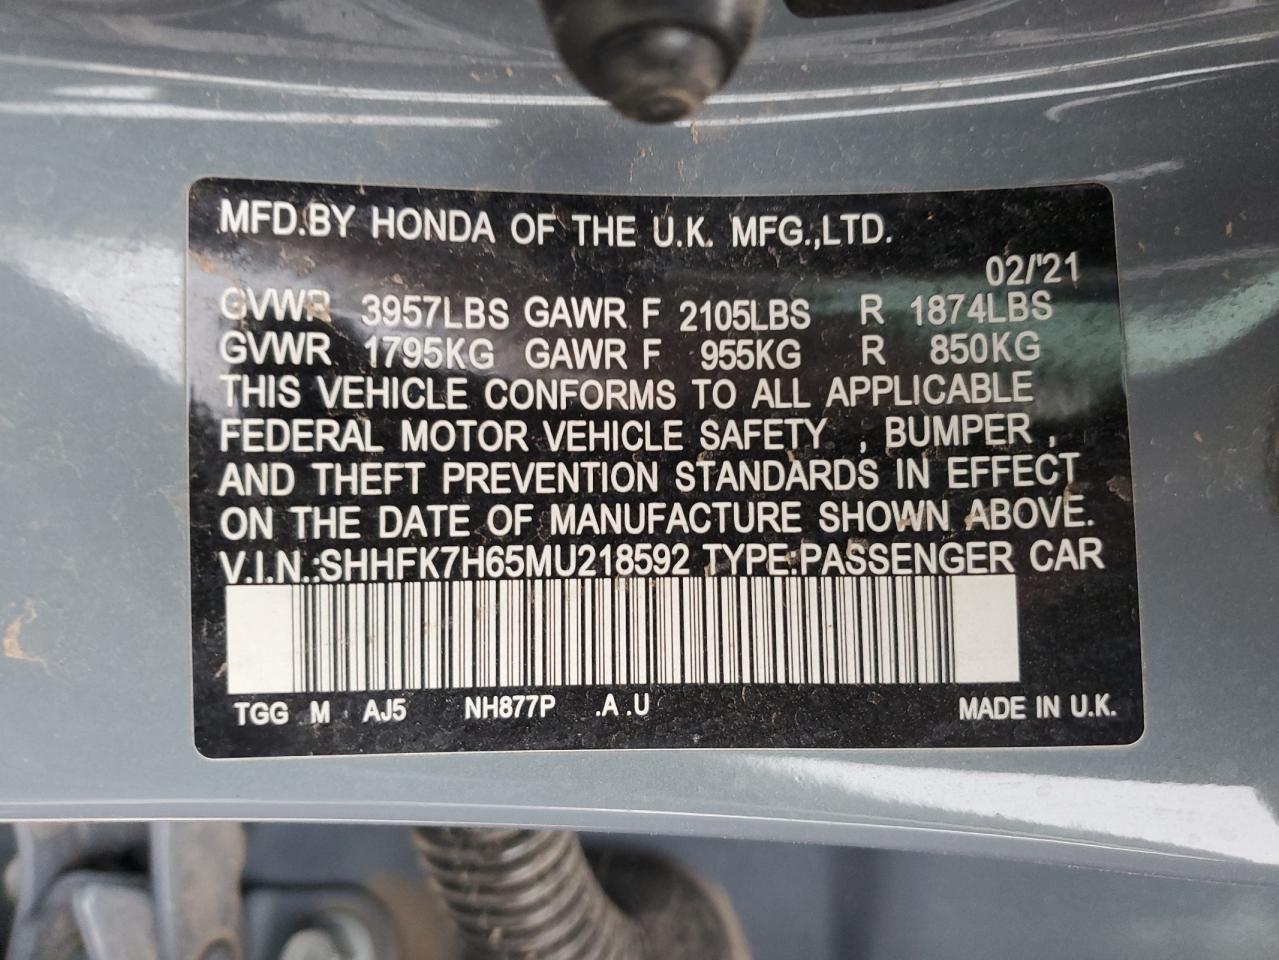 MFD.BY HONDA OF THE U.K. MFG.,LTD.
02/'21
GVWR 3957LBS GAWR F 2105LBS R 1874LBS
GVWR 1795KG GAWR F 955KG R 850KG
THIS VEHICLE CONFORMS TO ALL APPLICABLE
FEDERAL MOTOR VEHICLE SAFETY , BUMPER ,
AND THEFT PREVENTION STANDARDS IN EFFECT
ON THE DATE OF MANUFACTURE SHOWN ABOVE.
V.I.N.:SHHFK7H65MU218592 TYPE:PASSENGER CAR
TGG M AJ5 NH877P .A .U MADE IN U.K.